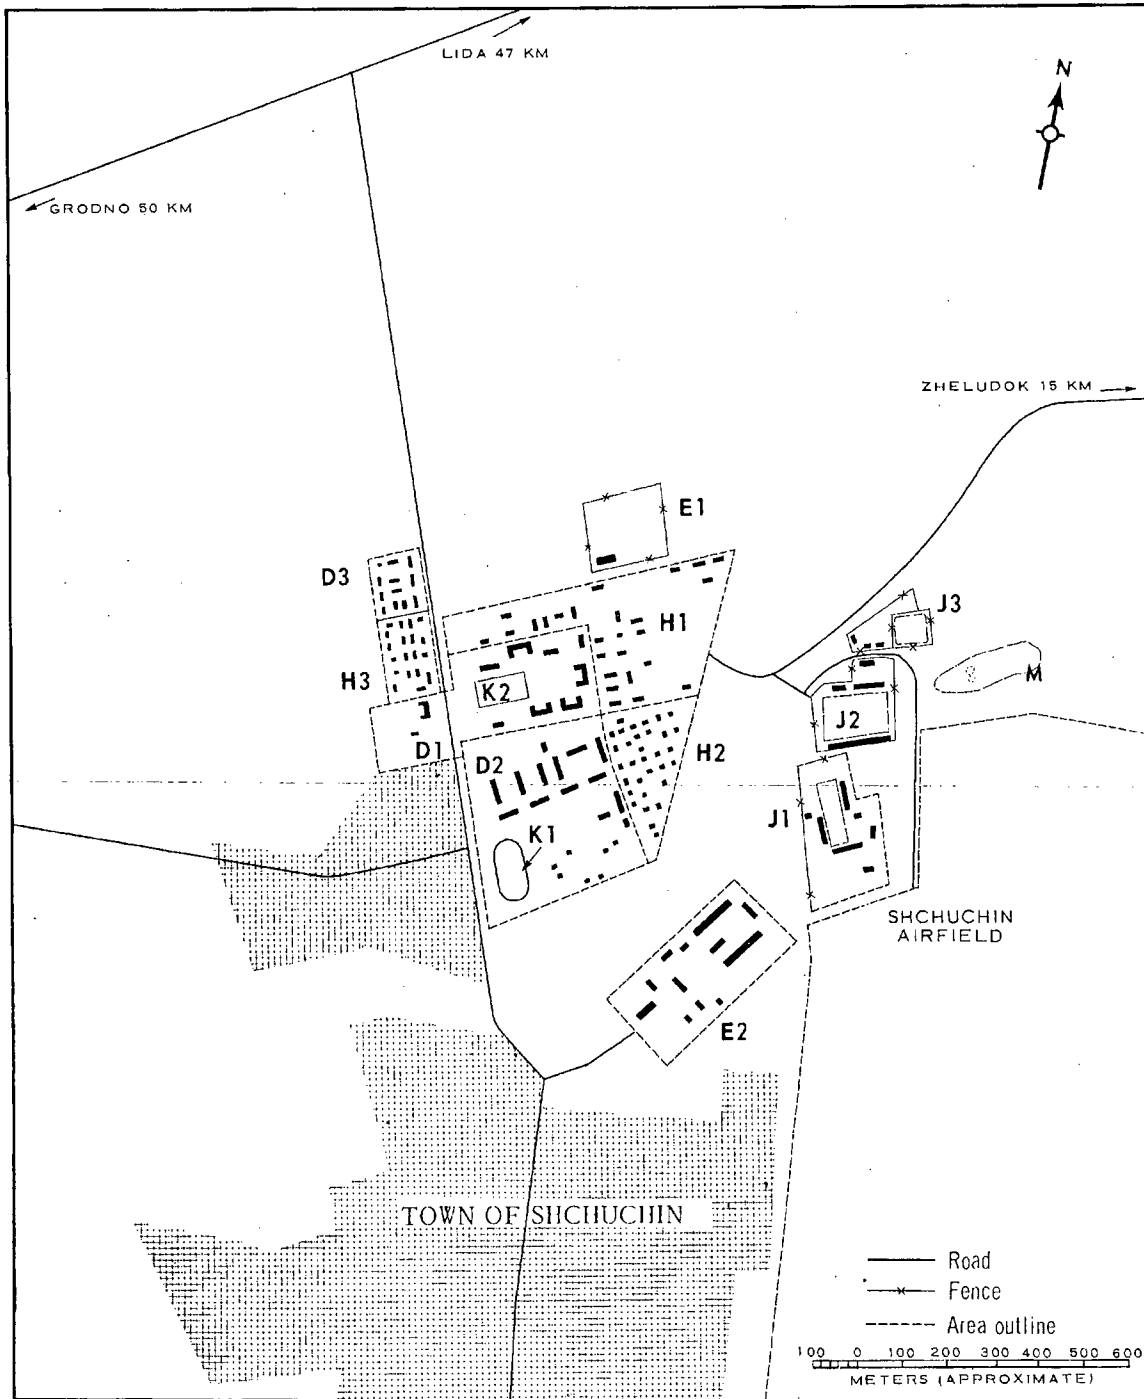 LIDA 47 KM
N
GRODNO 50 KM
ZHELUDOK 15 KM
E1
D3
J3
H1
H3
K2
M
J2
D1
D2
H2
K1
J1
SHCHUCHIN
AIRFIELD
E2
TOWN OF SHCHUCHIN
Road
Fence
Area outline
100 0 100 200 300 400 500 600
METERS (APPROXIMATE)